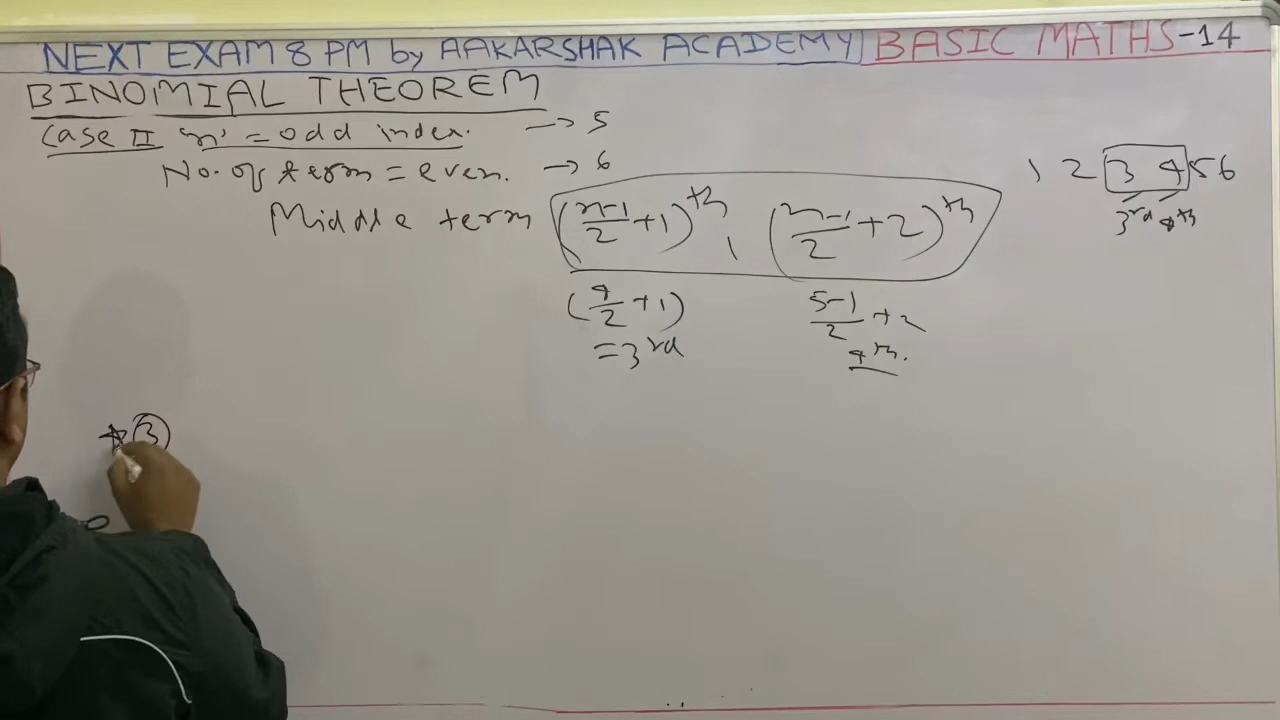 NEXT EXAM 8 PM by AAKARSHAK ACADEMY BASIC MATHS-14
BINOMIAL THEOREM
Case II 'n' = odd index. → 5
No. of term = even. → 6
1 2 3 4 5 6
3rd 4th
Middle term (n-1/2 + 1)th, (n-1/2 + 2)th
(4/2 + 1) 5-1/2 + 2
= 3rd 4th.
3